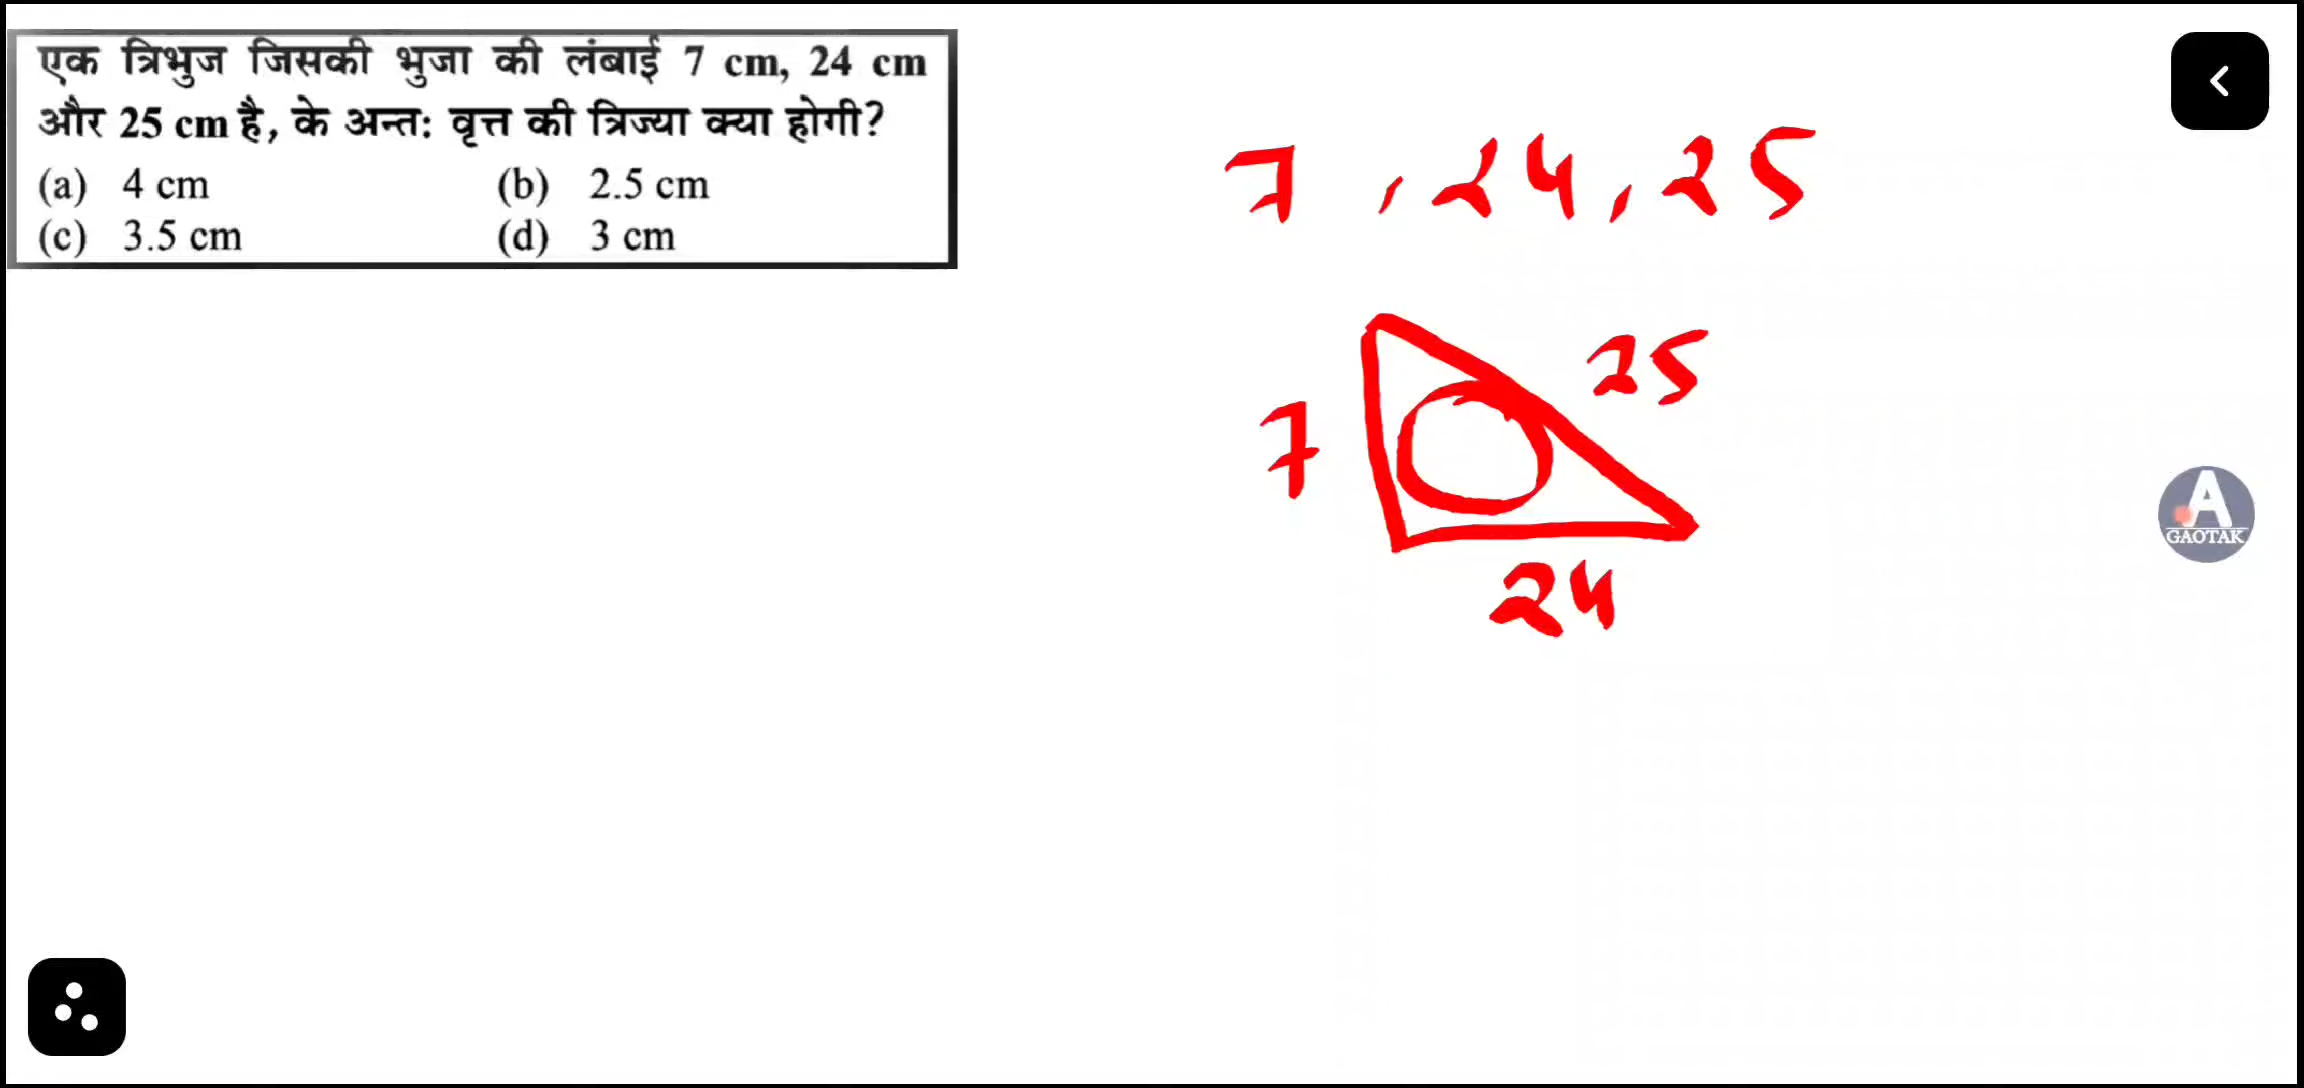 एक त्रिभुज जिसकी भुजा की लंबाई 7 cm, 24 cm
और 25 cm है, के अन्त: वृत्त की त्रिज्या क्या होगी?
(a) 4 cm (b) 2.5 cm
(c) 3.5 cm (d) 3 cm
7, 24, 25
25
7
24
A
GAOTAK